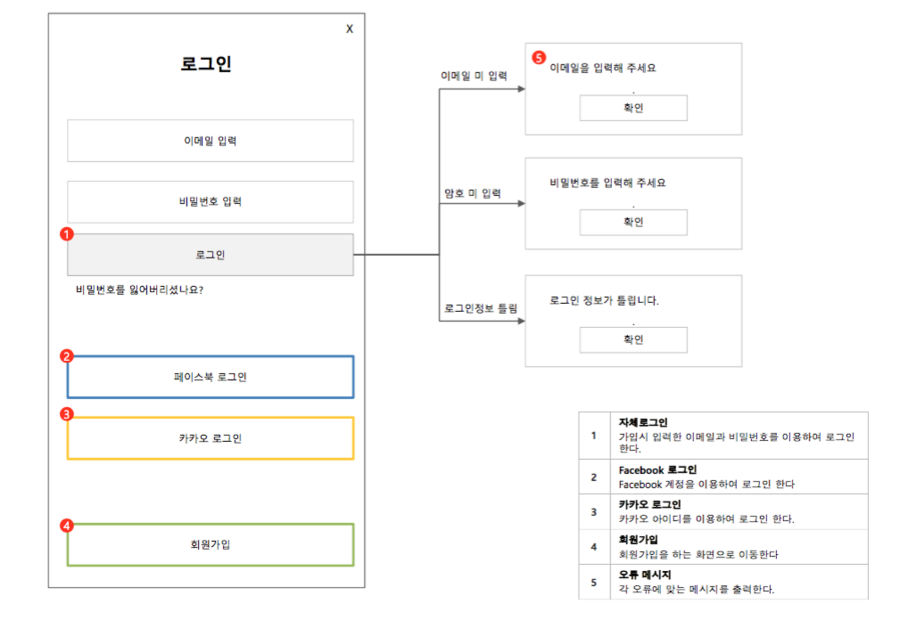 X
로그인
이메일 입력
비밀번호 입력
1
로그인
비밀번호를 잃어버리셨나요?
2
페이스북 로그인
3
카카오 로그인
4
회원가입
이메일 미 입력
암호 미 입력
로그인정보 틀림
5
이메일을 입력해 주세요
.
확인
비밀번호를 입력해 주세요
.
확인
로그인 정보가 틀립니다.
.
확인
1
자체로그인
가입시 입력한 이메일과 비밀번호를 이용하여 로그인
한다.
2
Facebook 로그인
Facebook 계정을 이용하여 로그인 한다
3
카카오 로그인
카카오 아이디를 이용하여 로그인 한다.
4
회원가입
회원가입을 하는 화면으로 이동한다
5
오류 메시지
각 오류에 맞는 메시지를 출력한다.